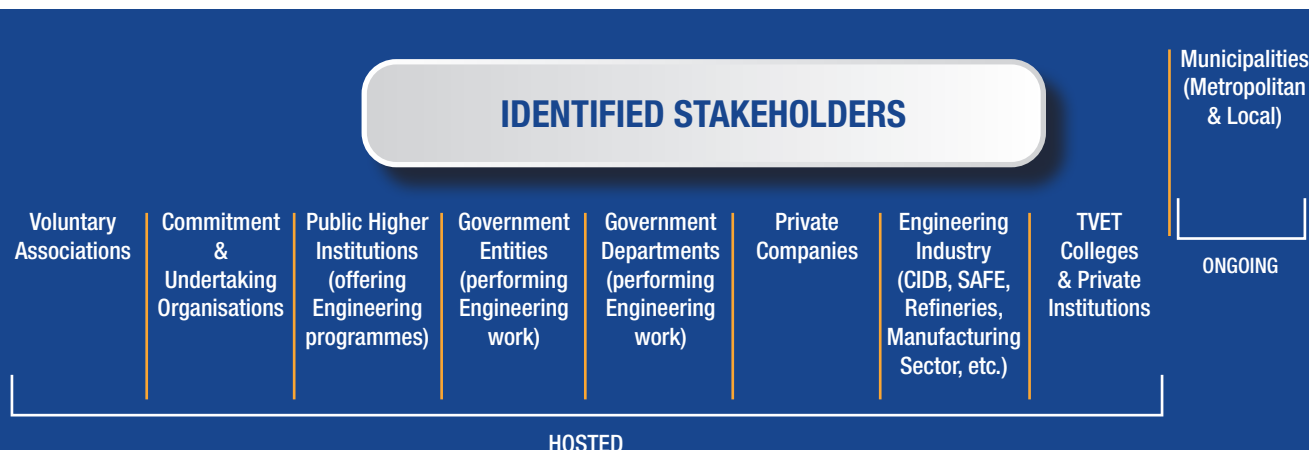 IDENTIFIED STAKEHOLDERS
Municipalities
(Metropolitan
& Local)
Voluntary
Associations
Commitment
&
Undertaking
Organisations
Public Higher
Institutions
(offering
Engineering
programmes)
Government
Entities
(performing
Engineering
work)
Government
Departments
(performing
Engineering
work)
Private
Companies
Engineering
Industry
(CIDB, SAFE,
Refineries,
Manufacturing
Sector, etc.)
TVET
Colleges
& Private
Institutions
ONGOING
HOSTED